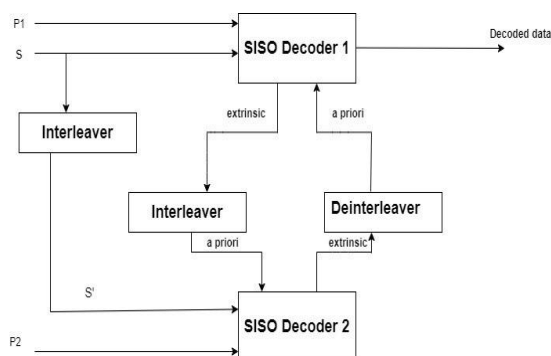 P1
Decoded data
S
SISO Decoder 1
extrinsic
a priori
Interleaver
Interleaver
Deinterleaver
a priori
extrinsic
S'
SISO Decoder 2
P2